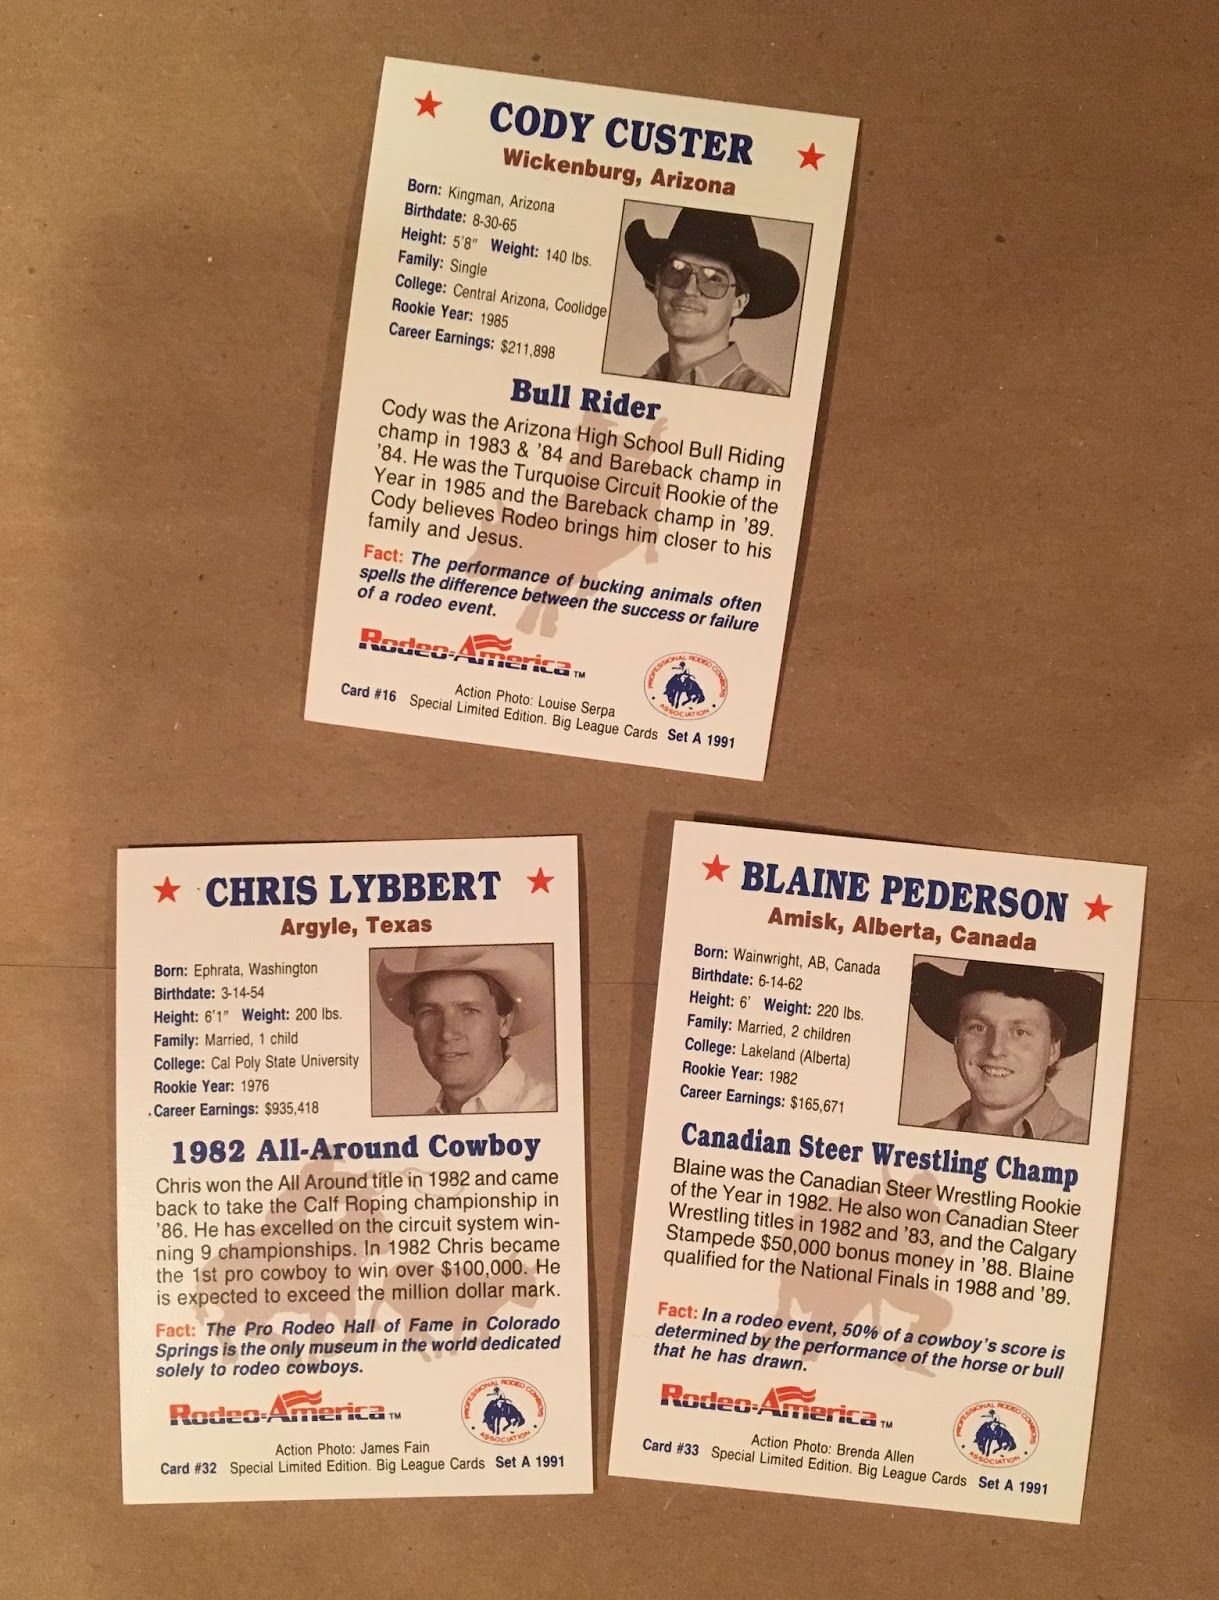 CODY CUSTER
Wickenburg, Arizona
Born: Kingman, Arizona
Birthdate: 8-30-65
Height: 5'8" Weight: 140 lbs.
Family: Single
College: Central Arizona, Coolidge
Rookie Year: 1985
Career Earnings: $211,898
Bull Rider
Cody was the Arizona High School Bull Riding
champ in 1983 & '84 and Bareback champ in
'84. He was the Turquoise Circuit Rookie of the
Year in 1985 and the Bareback champ in '89.
Cody believes Rodeo brings him closer to his
family and Jesus.
Fact: The performance of bucking animals often
spells the difference between the success or failure
of a rodeo event.
Rodeo-America TM
PROFESSIONAL RODEO COWBOYS
ASSOCIATION
Action Photo: Louise Serpa
Card #16 Special Limited Edition. Big League Cards Set A 1991
CHRIS LYBBERT
Argyle, Texas
Born: Ephrata, Washington
Birthdate: 3-14-54
Height: 6'1" Weight: 200 lbs.
Family: Married, 1 child
College: Cal Poly State University
Rookie Year: 1976
Career Earnings: $935,418
1982 All-Around Cowboy
Chris won the All Around title in 1982 and came
back to take the Calf Roping championship in
'86. He has excelled on the circuit system win-
ning 9 championships. In 1982 Chris became
the 1st pro cowboy to win over $100,000. He
is expected to exceed the million dollar mark.
Fact: The Pro Rodeo Hall of Fame in Colorado
Springs is the only museum in the world dedicated
solely to rodeo cowboys.
Rodeo-America TM
PROFESSIONAL RODEO COWBOYS
ASSOCIATION
Action Photo: James Fain
Card #32 Special Limited Edition. Big League Cards Set A 1991
BLAINE PEDERSON
Amisk, Alberta, Canada
Born: Wainwright, AB, Canada
Birthdate: 6-14-62
Height: 6' Weight: 220 lbs.
Family: Married, 2 children
College: Lakeland (Alberta)
Rookie Year: 1982
Career Earnings: $165,671
Canadian Steer Wrestling Champ
Blaine was the Canadian Steer Wrestling Rookie
of the Year in 1982. He also won Canadian Steer
Wrestling titles in 1982 and '83, and the Calgary
Stampede $50,000 bonus money in '88. Blaine
qualified for the National Finals in 1988 and '89.
Fact: In a rodeo event, 50% of a cowboy's score is
determined by the performance of the horse or bull
that he has drawn.
Rodeo-America TM
PROFESSIONAL RODEO COWBOYS
ASSOCIATION
Action Photo: Brenda Allen
Card #33 Special Limited Edition. Big League Cards Set A 1991